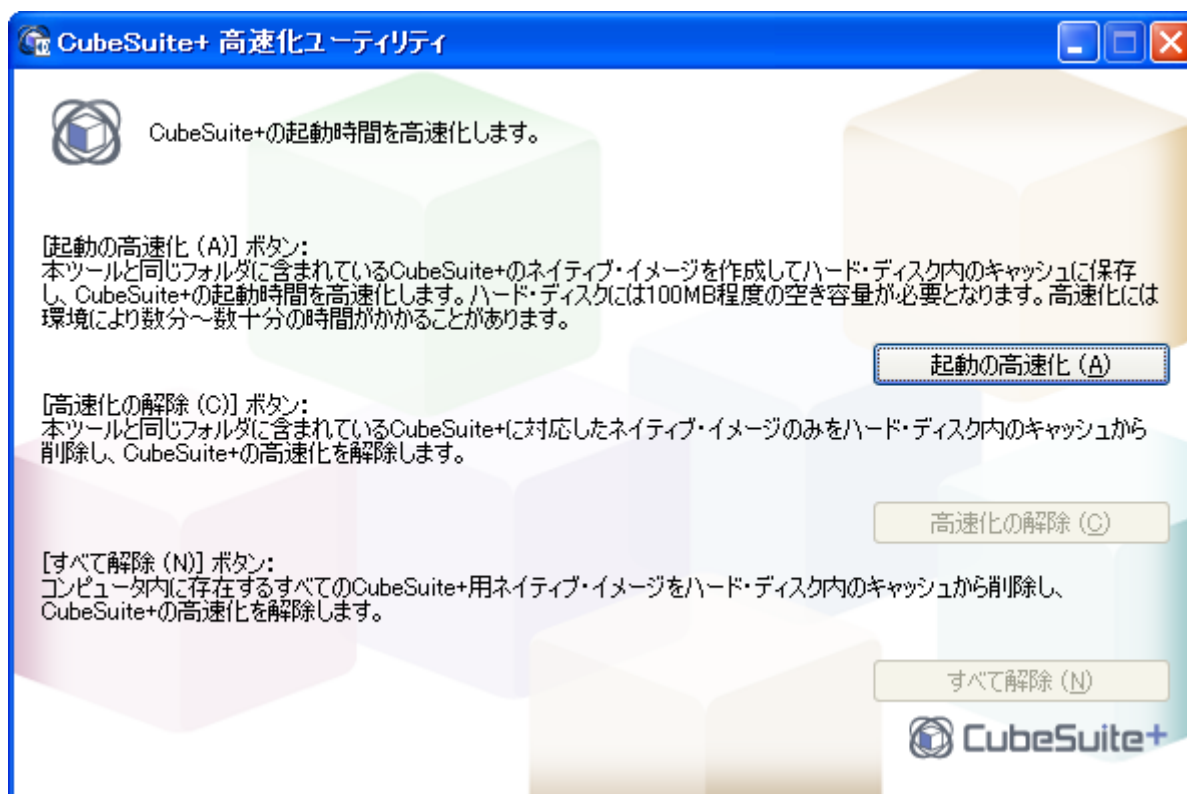 CubeSuite+ 高速化ユーティリティ
CubeSuite+の起動時間を高速化します。
[起動の高速化 (A)] ボタン:
本ツールと同じフォルダに含まれているCubeSuite+のネイティブ・イメージを作成してハード・ディスク内のキャッシュに保存
し、CubeSuite+の起動時間を高速化します。ハード・ディスクには100MB程度の空き容量が必要となります。高速化には
環境により数分～数十分の時間がかかることがあります。
起動の高速化 (A)
[高速化の解除 (C)] ボタン:
本ツールと同じフォルダに含まれているCubeSuite+に対応したネイティブ・イメージのみをハード・ディスク内のキャッシュから
削除し、CubeSuite+の高速化を解除します。
高速化の解除 (C)
[すべて解除 (N)] ボタン:
コンピュータ内に存在するすべてのCubeSuite+用ネイティブ・イメージをハード・ディスク内のキャッシュから削除し、
CubeSuite+の高速化を解除します。
すべて解除 (N)
CubeSuite+